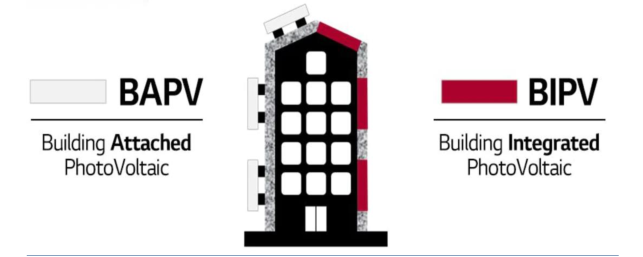 BAPV
Building Attached
PhotoVoltaic
BIPV
Building Integrated
PhotoVoltaic